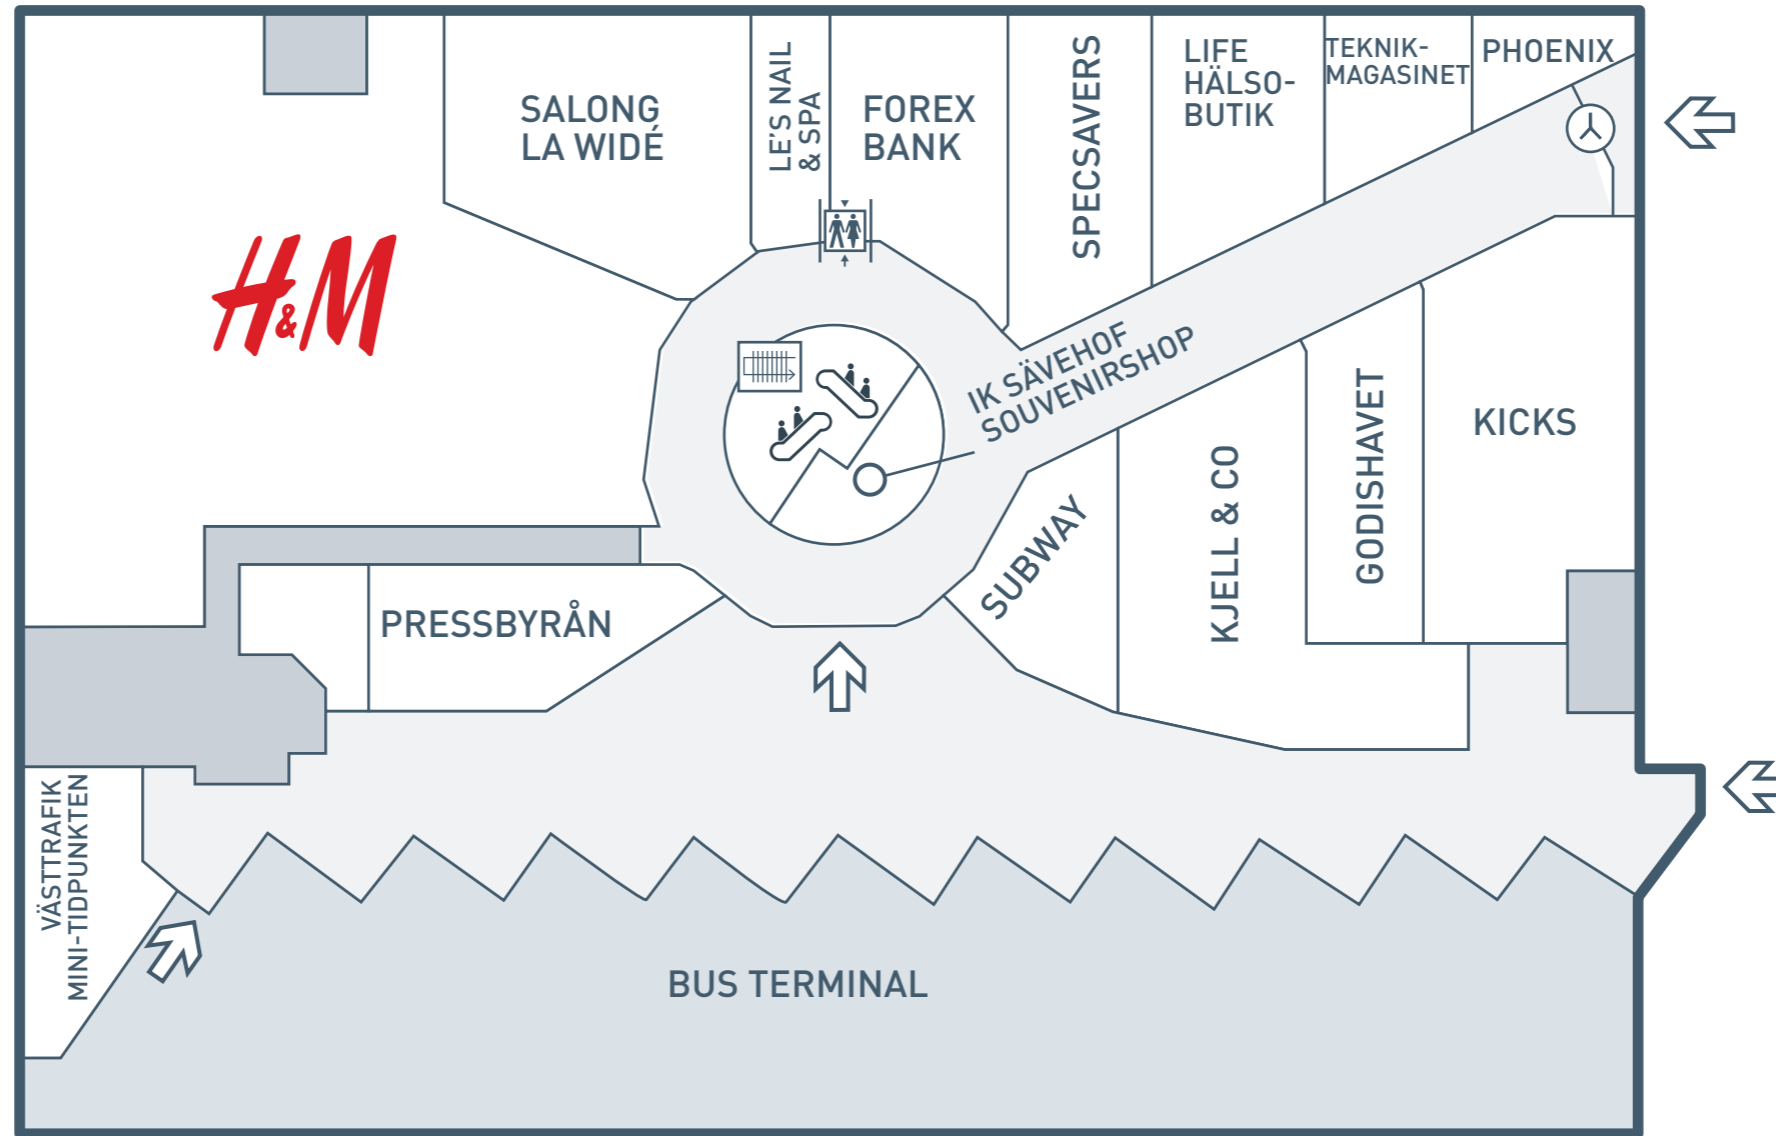 SALONG
LA WIDÉ
LE'S NAIL
& SPA
FOREX
BANK
SPECSAVERS
LIFE
HÄLSO-
BUTIK
TEKNIK-
MAGASINET
PHOENIX
H&M
IK SÄVEHOF
SOUVENIRSHOP
SUBWAY
KJELL & CO
GODISHAVET
KICKS
PRESSBYRÅN
VÄSTTRAFIK
MINI-TIDPUNKTEN
BUS TERMINAL